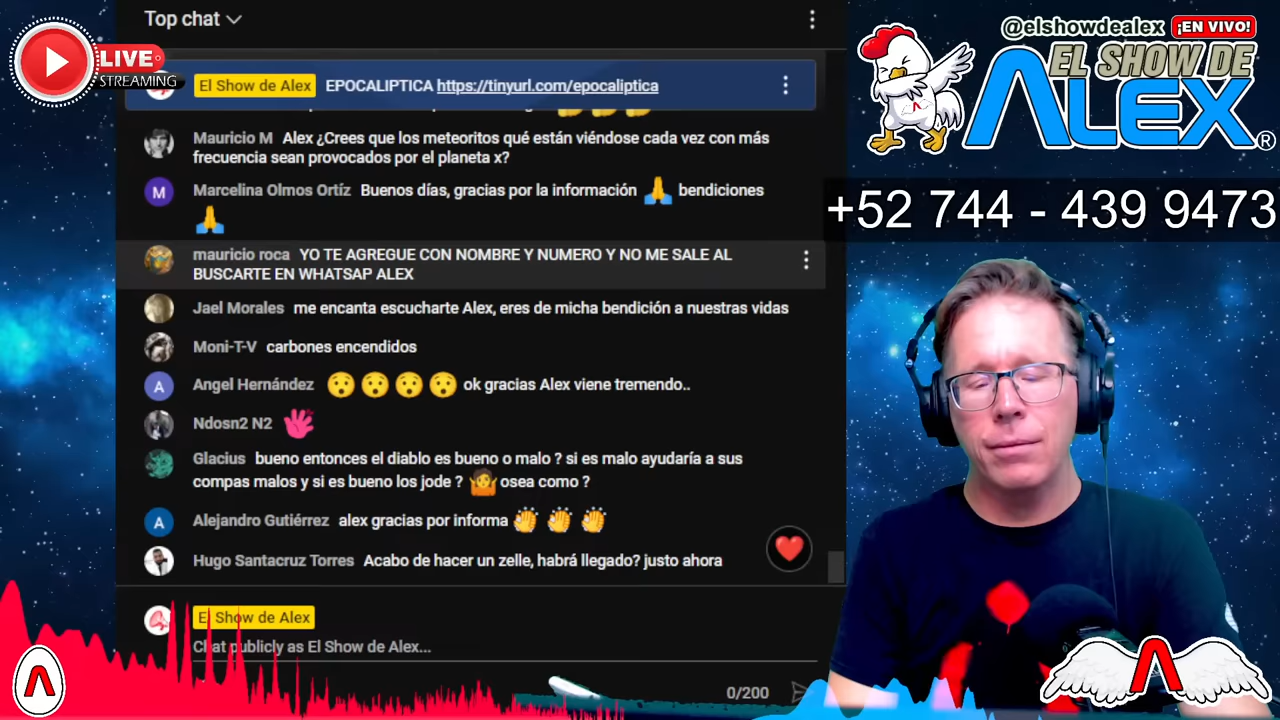 Top chat
LIVE
STREAMING
El Show de Alex EPOCALIPTICA https://tinyurl.com/epocaliptica
Mauricio M Alex ¿Crees que los meteoritos qué están viéndose cada vez con más
frecuencia sean provocados por el planeta x?
M Marcelina Olmos Ortíz Buenos días, gracias por la información 🙏 bendiciones
🙏
mauricio roca YO TE AGREGUE CON NOMBRE Y NUMERO Y NO ME SALE AL
BUSCARTE EN WHATSAP ALEX
Jael Morales me encanta escucharte Alex, eres de micha bendición a nuestras vidas
Moni-T-V carbones encendidos
A Angel Hernández 😯😯😯😯 ok gracias Alex viene tremendo..
Ndosn2 N2
Glacius bueno entonces el diablo es bueno o malo ? si es malo ayudaría a sus
compas malos y si es bueno los jode ? 🤷 osea como ?
A Alejandro Gutiérrez alex gracias por informa 👏👏👏
Hugo Santacruz Torres Acabo de hacer un zelle, habrá llegado? justo ahora
El Show de Alex
Chat publicly as El Show de Alex...
0/200
@elshowdealex ¡EN VIVO!
EL SHOW DE
ALEX®
+52 744 - 439 9473